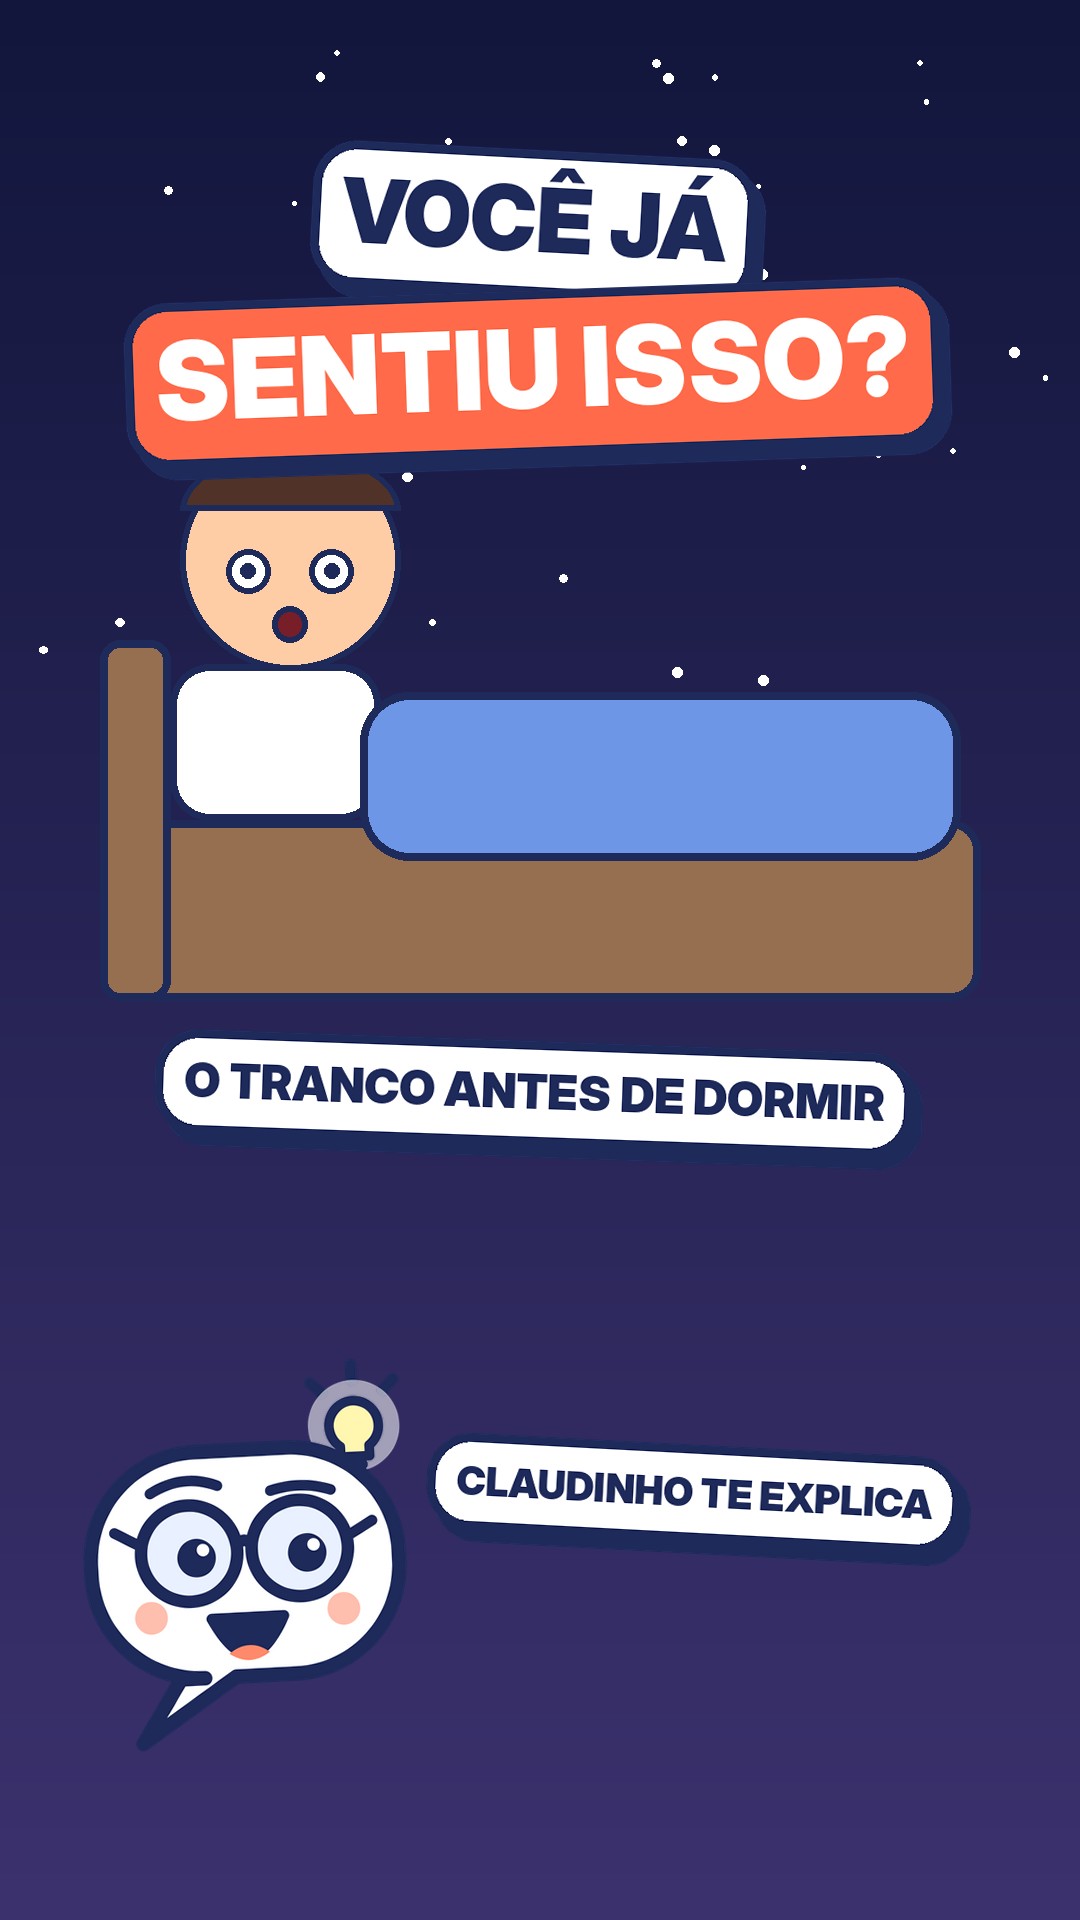 VOCÊ JÁ
SENTIU ISSO?
O TRANCO ANTES DE DORMIR
CLAUDINHO TE EXPLICA